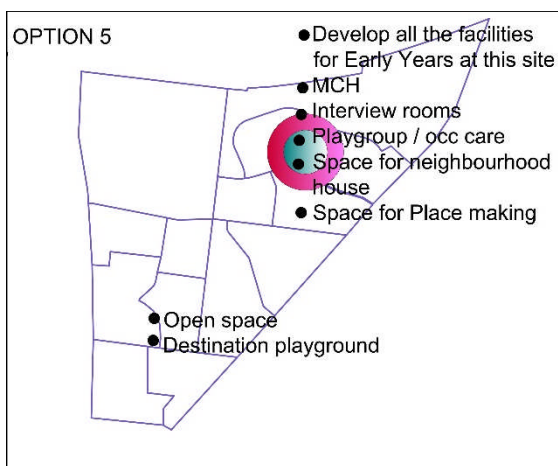 OPTION 5
● Develop all the facilities
for Early Years at this site
● MCH
● Interview rooms
● Playgroup / occ care
● Space for neighbourhood
house
● Space for Place making
● Open space
● Destination playground